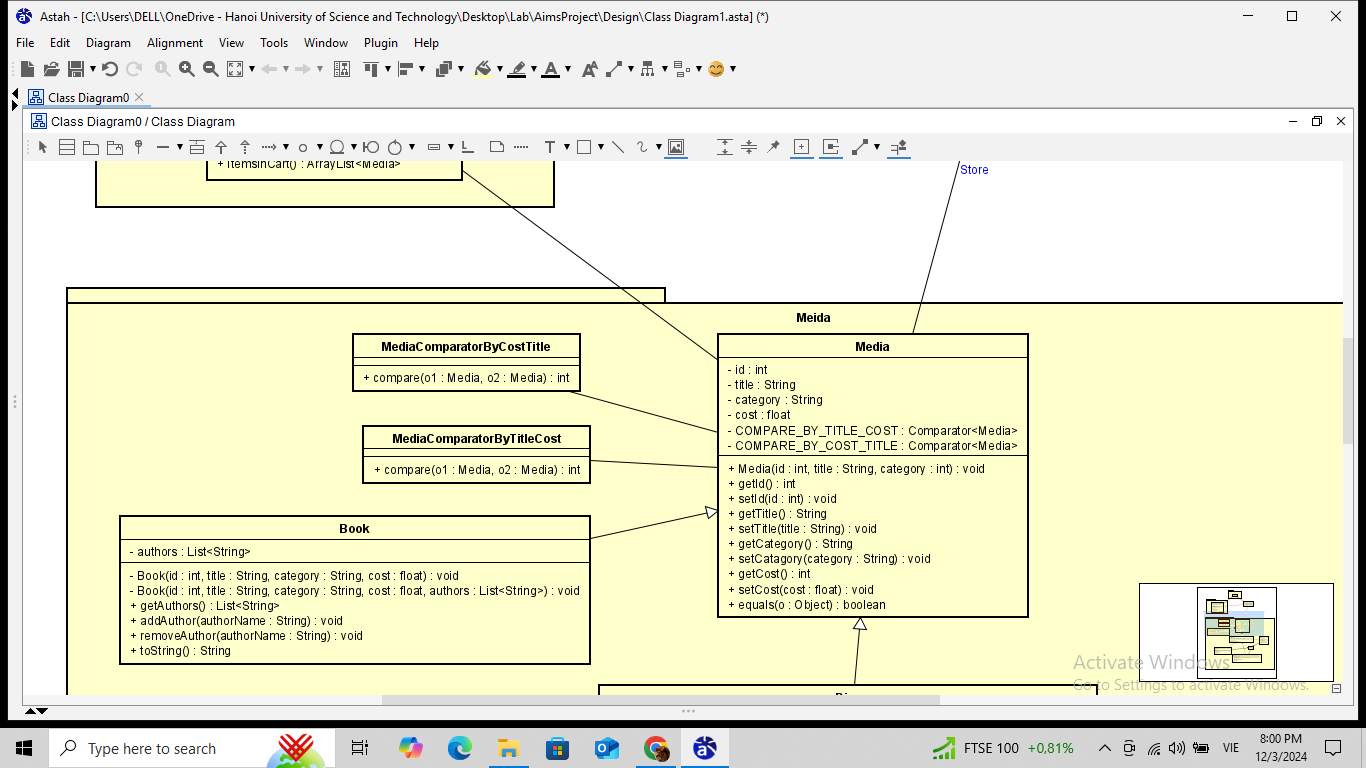 Astah - [C:\Users\DELL\OneDrive - Hanoi University of Science and Technology\Desktop\Lab\AimsProject\Design\Class Diagram1.asta] (*)
File Edit Diagram Alignment View Tools Window Plugin Help
Class Diagram0
Class Diagram0 / Class Diagram
+ ItemsInCart() : ArrayList<Media>
Store
Meida
MediaComparatorByCostTitle
+ compare(o1 : Media, o2 : Media) : int
MediaComparatorByTitleCost
+ compare(o1 : Media, o2 : Media) : int
Book
- authors : List<String>
- Book(id : int, title : String, category : String, cost : float) : void
- Book(id : int, title : String, category : String, cost : float, authors : List<String>) : void
+ getAuthors() : List<String>
+ addAuthor(authorName : String) : void
+ removeAuthor(authorName : String) : void
+ toString() : String
Media
- id : int
- title : String
- category : String
- cost : float
- COMPARE_BY_TITLE_COST : Comparator<Media>
- COMPARE_BY_COST_TITLE : Comparator<Media>
+ Media(id : int, title : String, category : int) : void
+ getId() : int
+ setId(id : int) : void
+ getTitle() : String
+ setTitle(title : String) : void
+ getCategory() : String
+ setCatagory(category : String) : void
+ getCost() : int
+ setCost(cost : float) : void
+ equals(o : Object) : boolean
Activate Windows
Go to Settings to activate Windows.
Type here to search
FTSE 100 +0,81%
VIE
8:00 PM
12/3/2024